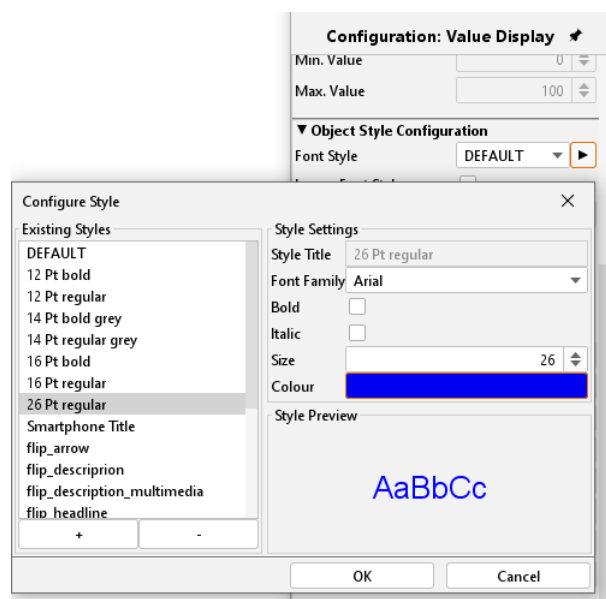 Configuration: Value Display
Min. Value 0
Max. Value 100
▼ Object Style Configuration
Font Style DEFAULT
Configure Style
Existing Styles
DEFAULT
12 Pt bold
12 Pt regular
14 Pt bold grey
14 Pt regular grey
16 Pt bold
16 Pt regular
26 Pt regular
Smartphone Title
flip_arrow
flip_descriprion
flip_description_multimedia
flip_headline
+ -
Style Settings
Style Title 26 Pt regular
Font Family Arial
Bold
Italic
Size 26
Colour
Style Preview
AaBbCc
OK Cancel